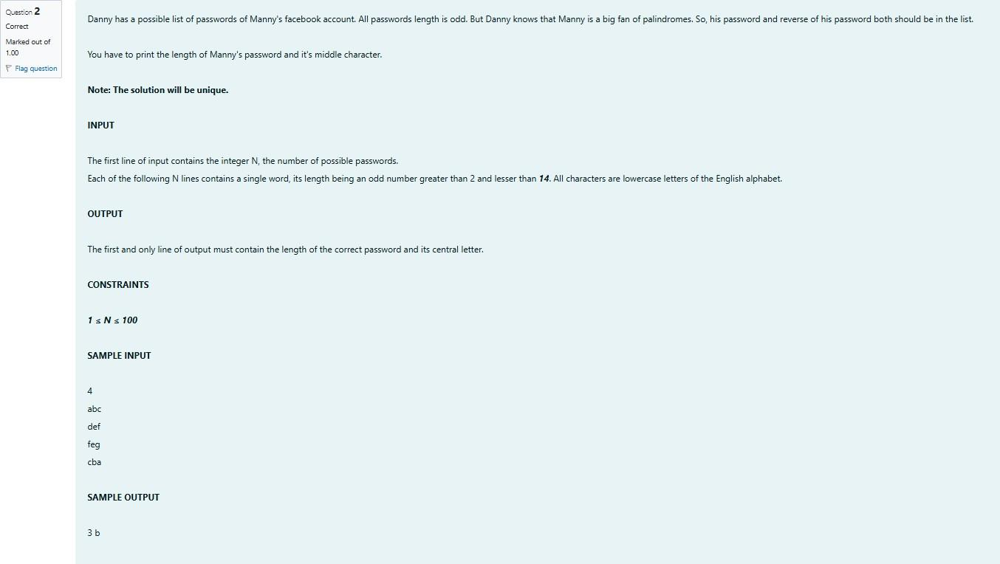 Question 2
Correct
Marked out of
1.00
Flag question
Danny has a possible list of passwords of Manny's facebook account. All passwords length is odd. But Danny knows that Manny is a big fan of palindromes. So, his password and reverse of his password both should be in the list.
You have to print the length of Manny's password and it's middle character.
Note: The solution will be unique.
INPUT
The first line of input contains the integer N, the number of possible passwords.
Each of the following N lines contains a single word, its length being an odd number greater than 2 and lesser than 14. All characters are lowercase letters of the English alphabet.
OUTPUT
The first and only line of output must contain the length of the correct password and its central letter.
CONSTRAINTS
1 ≤ N ≤ 100
SAMPLE INPUT
4
abc
def
feg
cba
SAMPLE OUTPUT
3 b